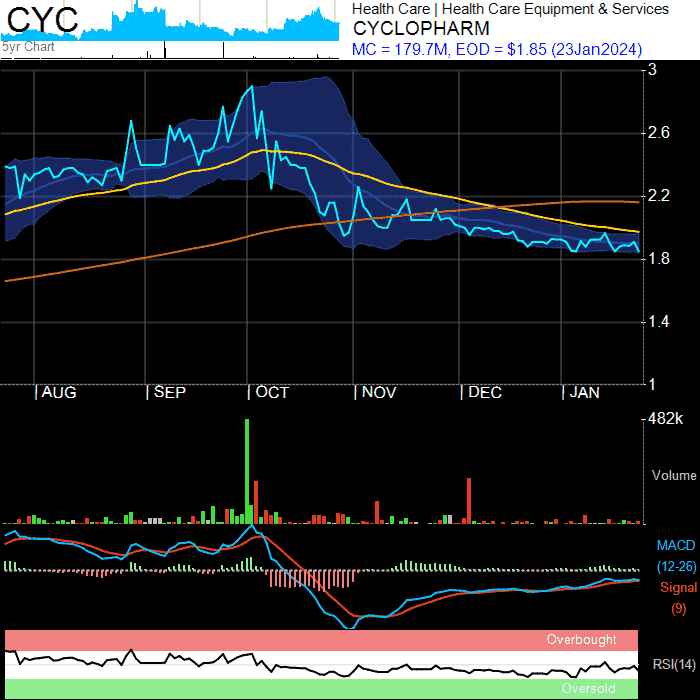 CYC
Health Care | Health Care Equipment & Services
CYCLOPHARM
5yr Chart
MC = 179.7M, EOD = $1.85 (23Jan2024)
3
2.6
2.2
1.8
1.4
1
| AUG | SEP | OCT | NOV | DEC | JAN
482k
Volume
MACD
(12-26)
Signal
(9)
Overbought
RSI(14)
Oversold